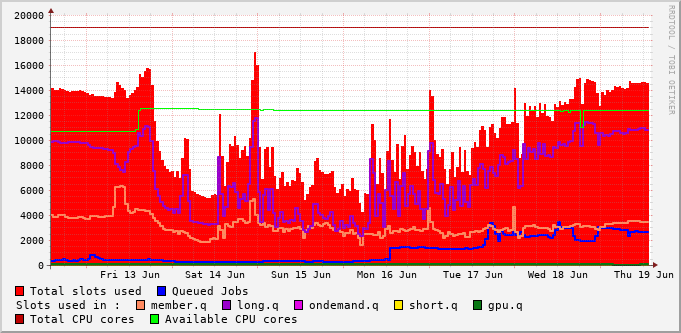 RRDTOOL / TOBI OETIKER
20000
18000
16000
14000
12000
10000
8000
6000
4000
2000
0
Fri 13 Jun Sat 14 Jun Sun 15 Jun Mon 16 Jun Tue 17 Jun Wed 18 Jun Thu 19 Jun
Total slots used Queued Jobs
Slots used in : member.q long.q ondemand.q short.q gpu.q
Total CPU cores Available CPU cores